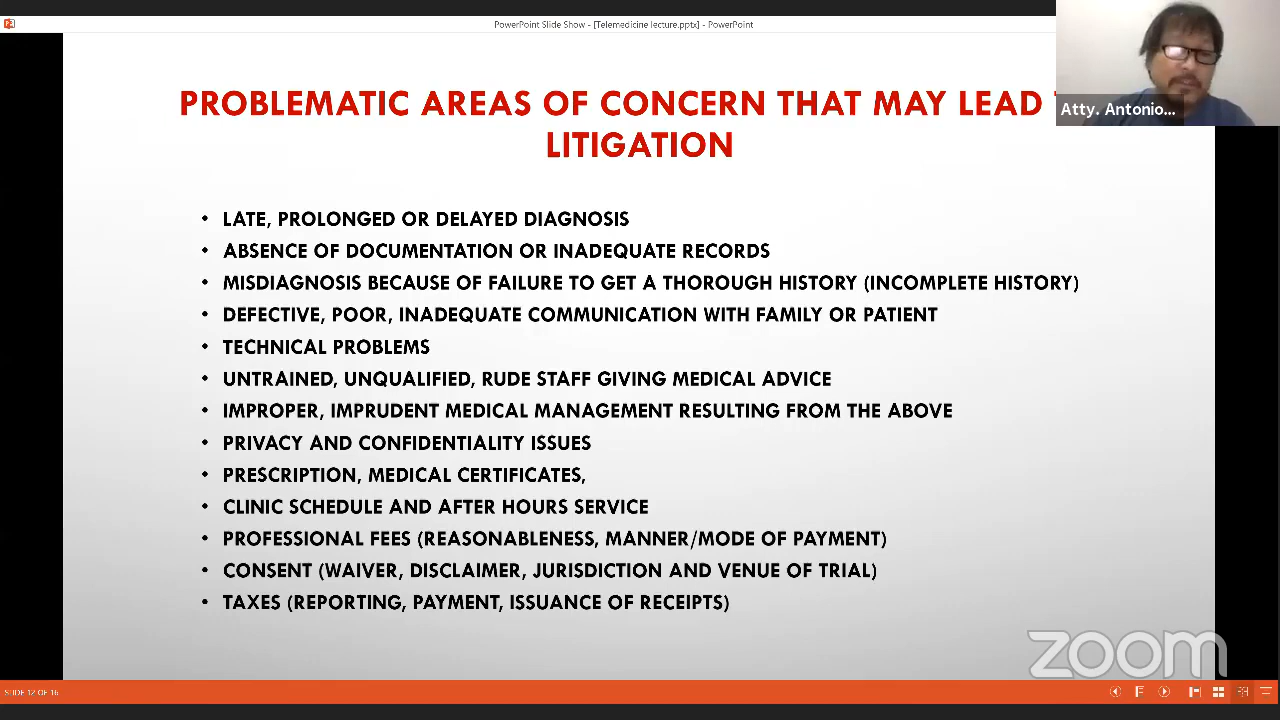 PowerPoint Slide Show - [Telemedicine lecture.pptx] - PowerPoint
PROBLEMATIC AREAS OF CONCERN THAT MAY LEAD
LITIGATION
Atty. Antonio...
• LATE, PROLONGED OR DELAYED DIAGNOSIS
• ABSENCE OF DOCUMENTATION OR INADEQUATE RECORDS
• MISDIAGNOSIS BECAUSE OF FAILURE TO GET A THOROUGH HISTORY (INCOMPLETE HISTORY)
• DEFECTIVE, POOR, INADEQUATE COMMUNICATION WITH FAMILY OR PATIENT
• TECHNICAL PROBLEMS
• UNTRAINED, UNQUALIFIED, RUDE STAFF GIVING MEDICAL ADVICE
• IMPROPER, IMPRUDENT MEDICAL MANAGEMENT RESULTING FROM THE ABOVE
• PRIVACY AND CONFIDENTIALITY ISSUES
• PRESCRIPTION, MEDICAL CERTIFICATES,
• CLINIC SCHEDULE AND AFTER HOURS SERVICE
• PROFESSIONAL FEES (REASONABLENESS, MANNER/MODE OF PAYMENT)
• CONSENT (WAIVER, DISCLAIMER, JURISDICTION AND VENUE OF TRIAL)
• TAXES (REPORTING, PAYMENT, ISSUANCE OF RECEIPTS)
zoom
SLIDE 12 OF 16